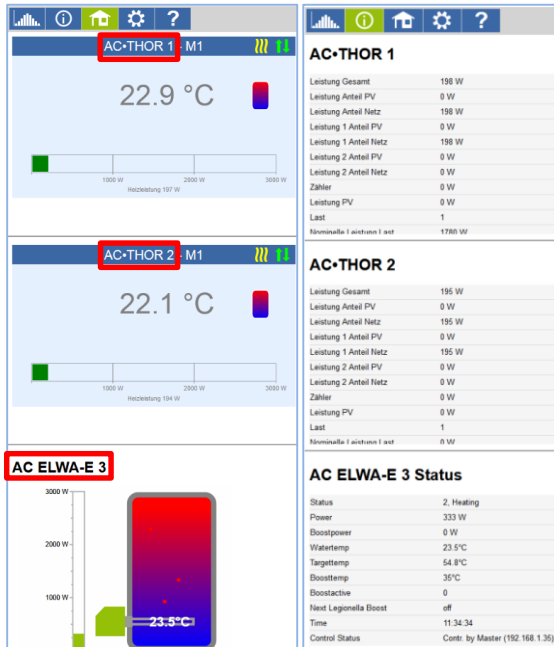 ?
?
AC•THOR 1 - M1
22.9 °C
1000 W 2000 W 3000 W
Heizleistung 197 W
AC•THOR 1
Leistung Gesamt 198 W
Leistung Anteil PV 0 W
Leistung Anteil Netz 198 W
Leistung 1 Anteil PV 0 W
Leistung 1 Anteil Netz 198 W
Leistung 2 Anteil PV 0 W
Leistung 2 Anteil Netz 0 W
Zähler 0 W
Leistung PV 0 W
Last 1
Nominelle Leistung Last 1780 W
AC•THOR 2 - M1
22.1 °C
1000 W 2000 W 3000 W
Heizleistung 194 W
AC•THOR 2
Leistung Gesamt 195 W
Leistung Anteil PV 0 W
Leistung Anteil Netz 195 W
Leistung 1 Anteil PV 0 W
Leistung 1 Anteil Netz 195 W
Leistung 2 Anteil PV 0 W
Leistung 2 Anteil Netz 0 W
Zähler 0 W
Leistung PV 0 W
Last 1
Nominelle Leistung Last 0 W
AC ELWA-E 3
3000 W
2000 W
1000 W
23.5°C
AC ELWA-E 3 Status
Status 2, Heating
Power 333 W
Boostpower 0 W
Watertemp 23.5°C
Targettemp 54.8°C
Boosttemp 35°C
Boostactive 0
Next Legionella Boost off
Time 11:34:34
Control Status Contr. by Master (192.168.1.35)